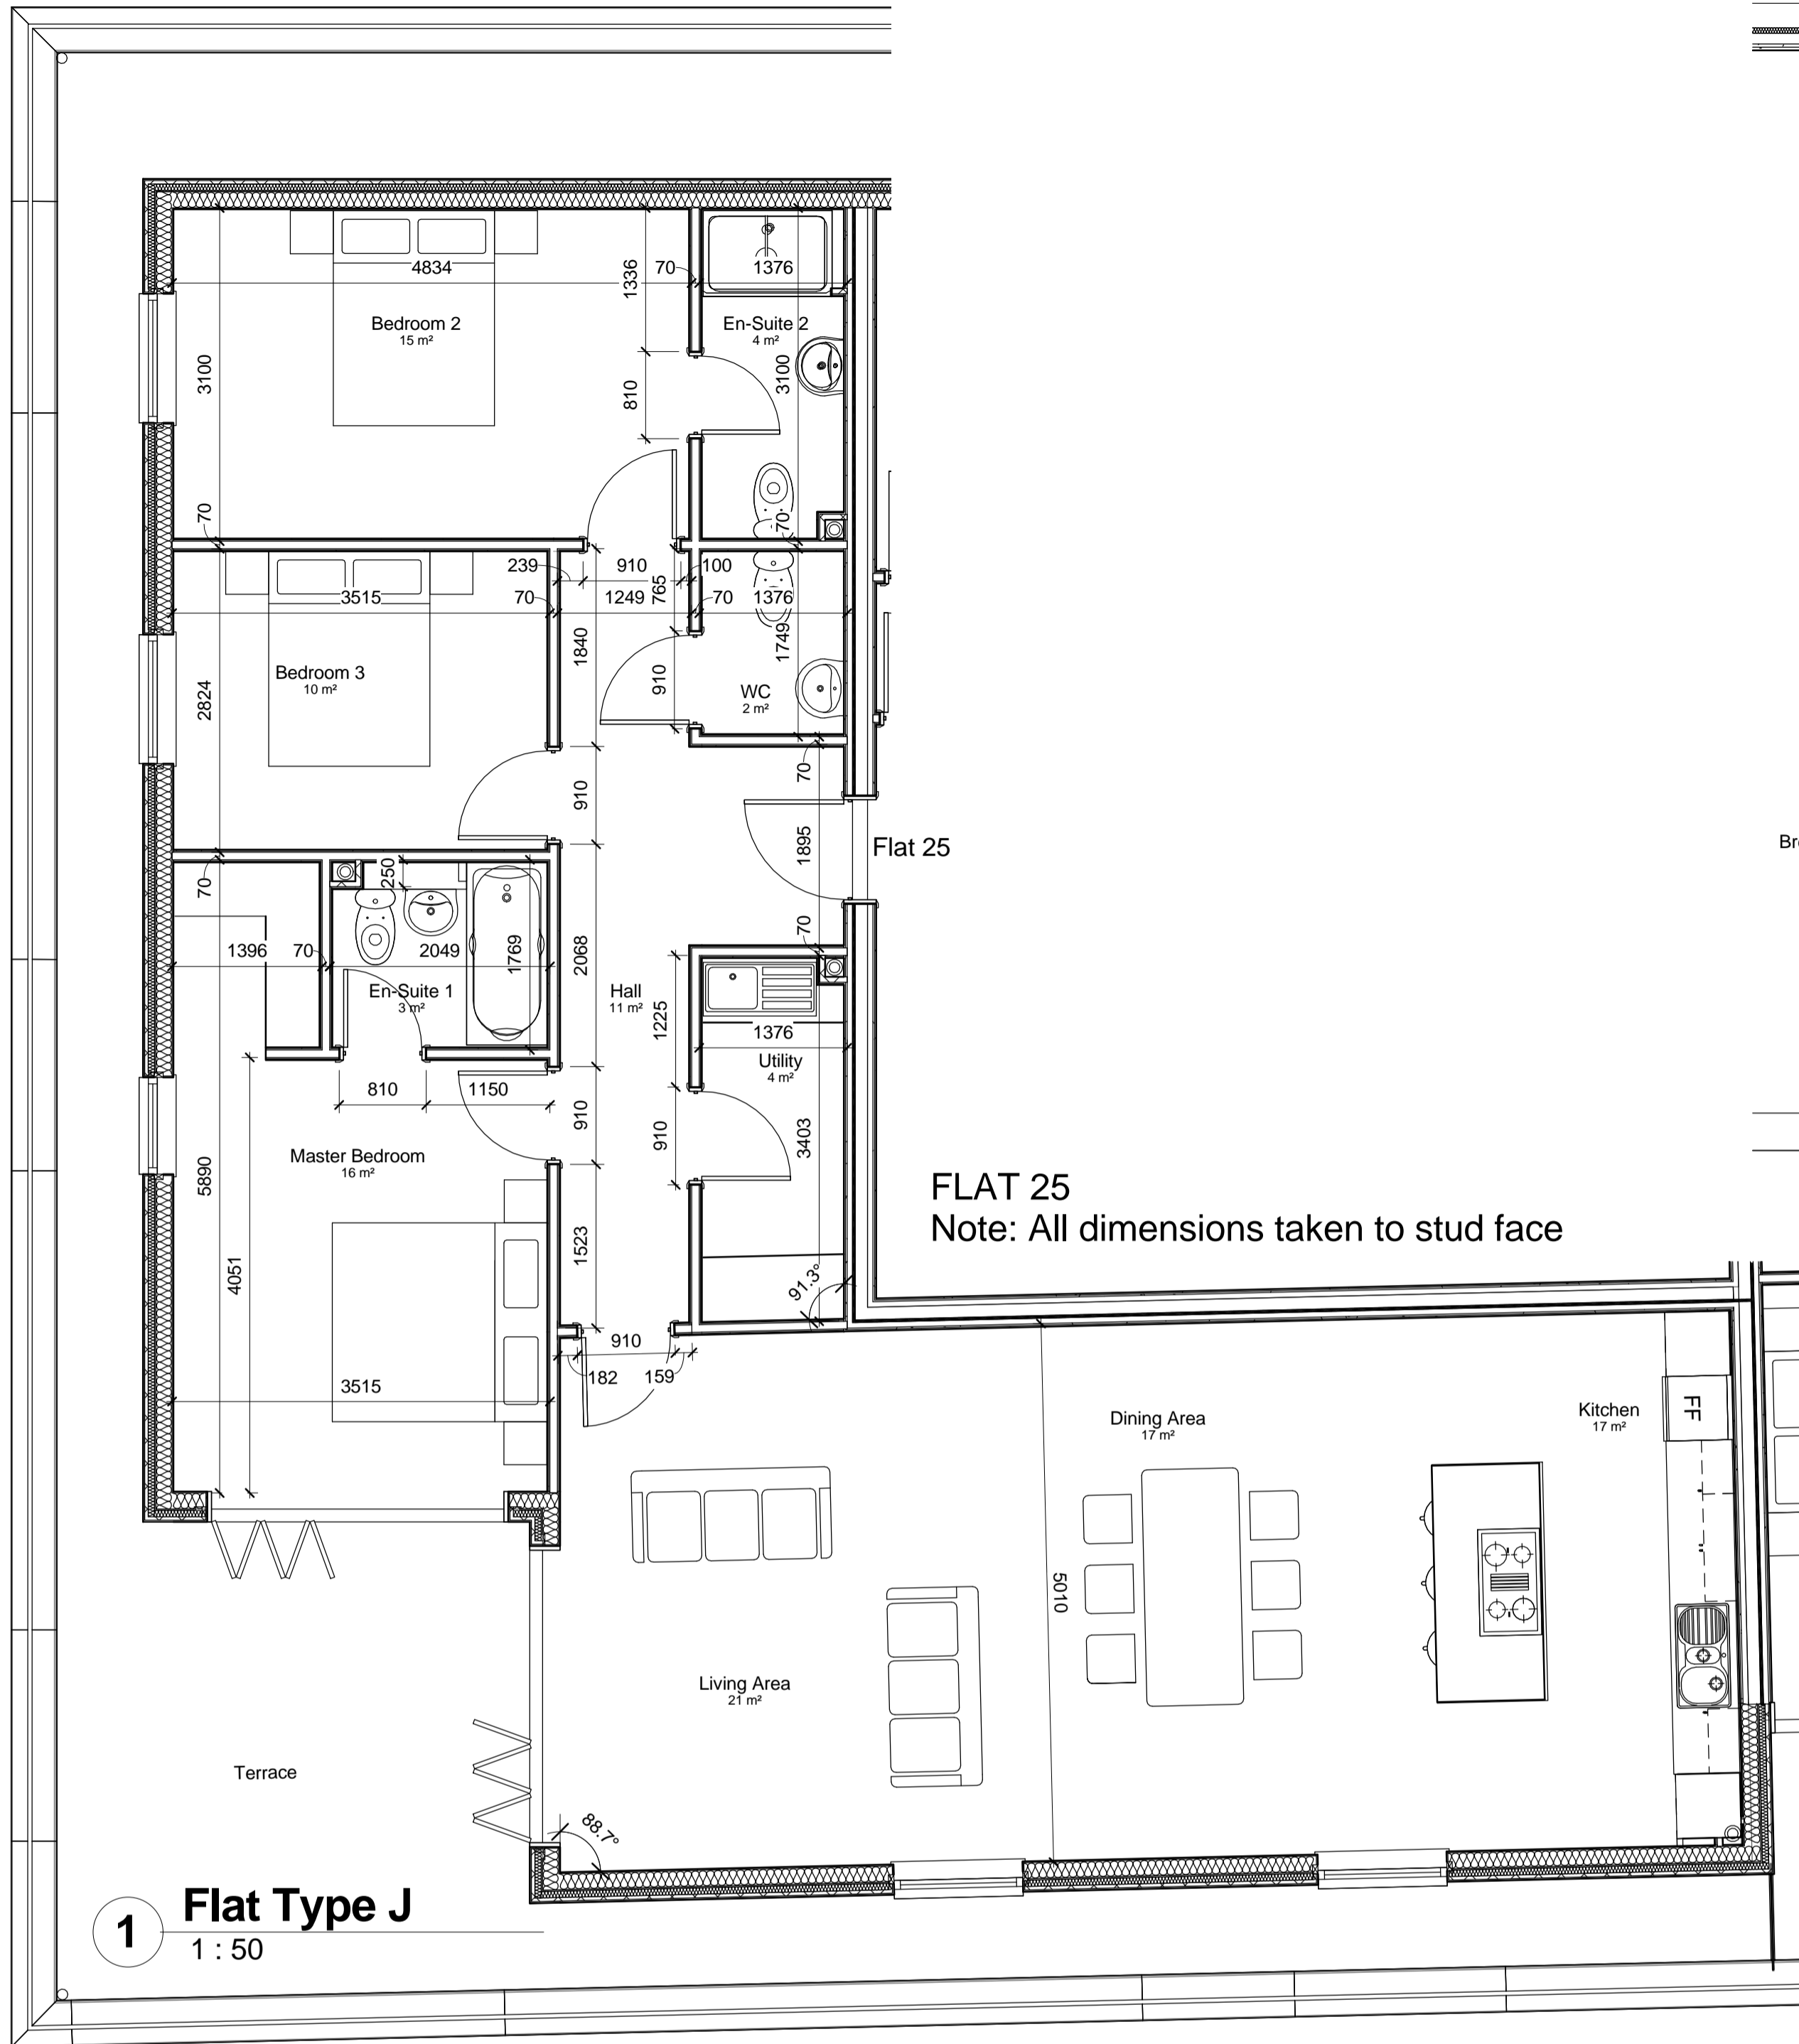 4834
1336
70
1376
Bedroom 2
15 m²
En-Suite 2
4 m²
3100
810
3100
70
70
239
910
765
100
3515
70
1249
70
1376
1840
1749
Bedroom 3
10 m²
2824
910
WC
2 m²
70
910
1895
Flat 25
Br
70
250
70
1396
70
2049
1769
2068
En-Suite 1
3 m²
Hall
11 m²
1225
1376
Utility
4 m²
810
1150
910
910
3403
Master Bedroom
16 m²
5890
FLAT 25
Note: All dimensions taken to stud face
4051
1523
91.3°
910
182
159
3515
Dining Area
17 m²
Kitchen
17 m²
FF
5010
Living Area
21 m²
Terrace
88.7°
1
Flat Type J
1 : 50